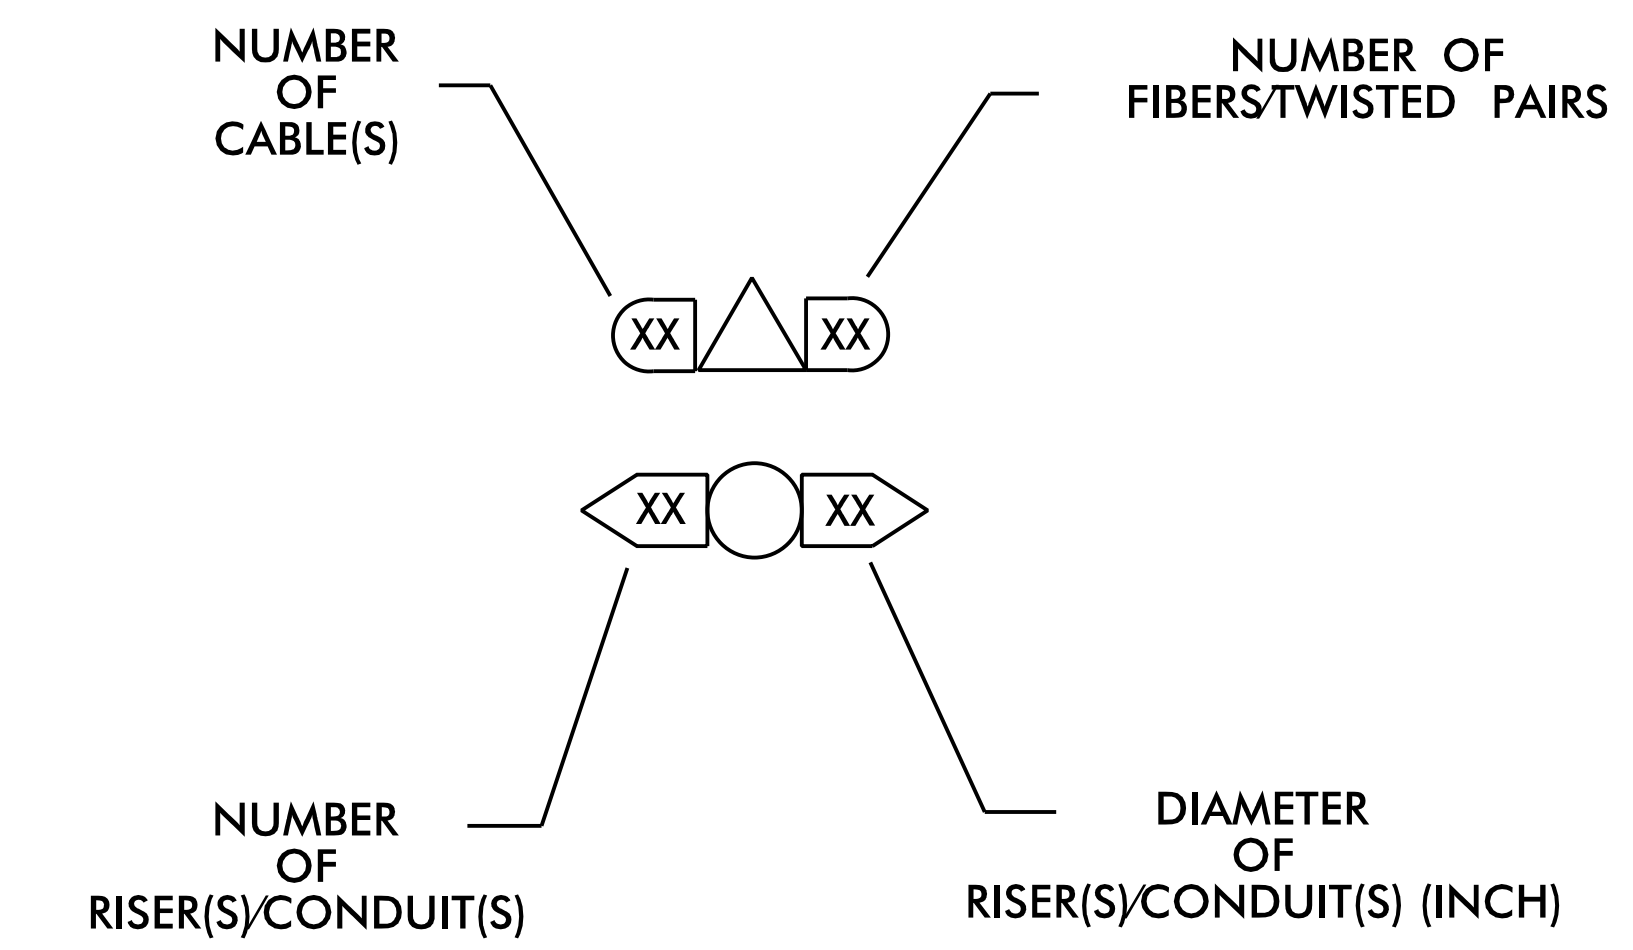 NUMBER
OF
CABLE(S)
NUMBER OF
FIBERS/TWISTED PAIRS
XX
XX
XX
XX
NUMBER
OF
RISER(S)/CONDUIT(S)
DIAMETER
OF
RISER(S)/CONDUIT(S) (INCH)